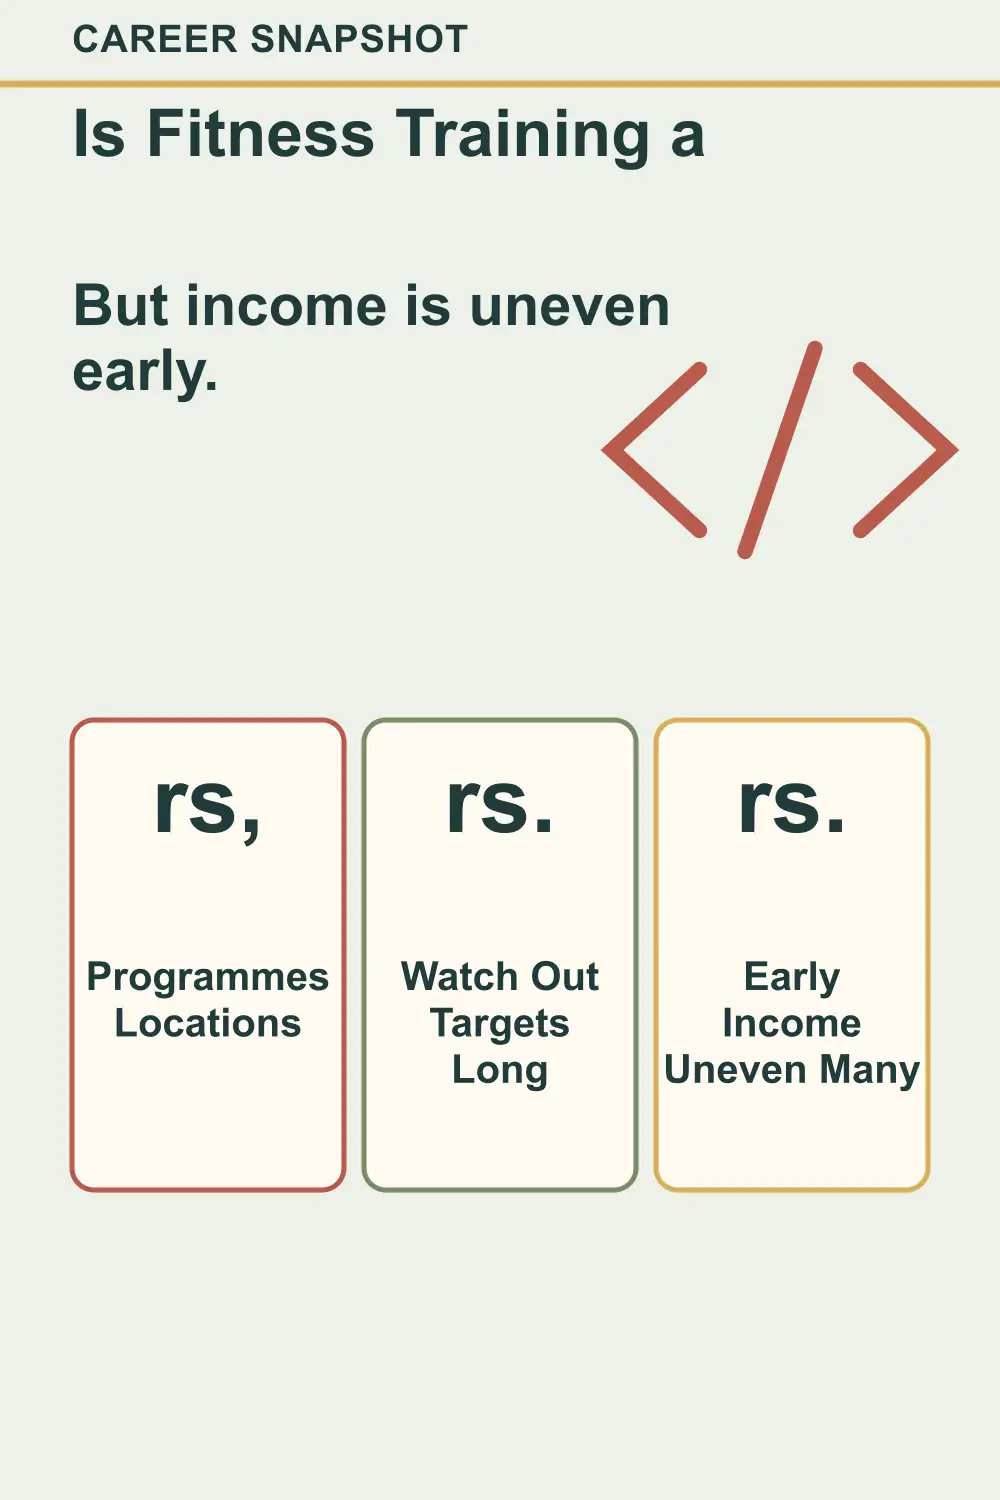 CAREER SNAPSHOT
Is Fitness Training a
But income is uneven
early.
rs,
Programmes
Locations
rs.
Watch Out
Targets
Long
rs.
Early
Income
Uneven Many